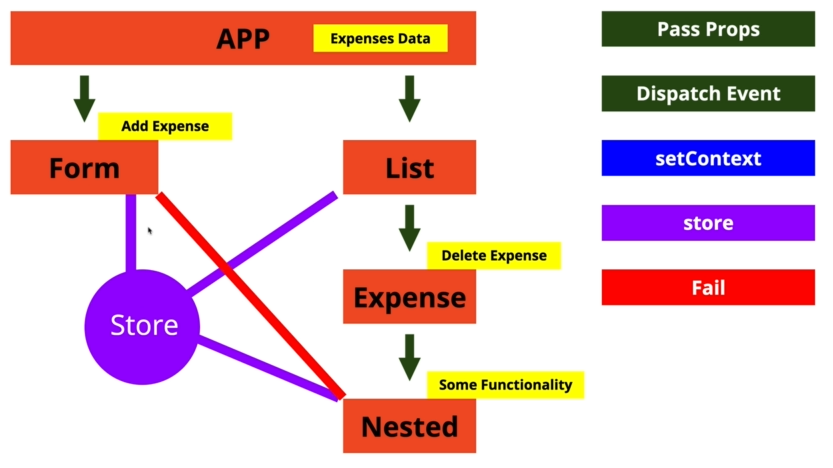 APP
Expenses Data
Add Expense
Form
List
Delete Expense
Expense
Store
Some Functionality
Nested
Pass Props
Dispatch Event
setContext
store
Fail